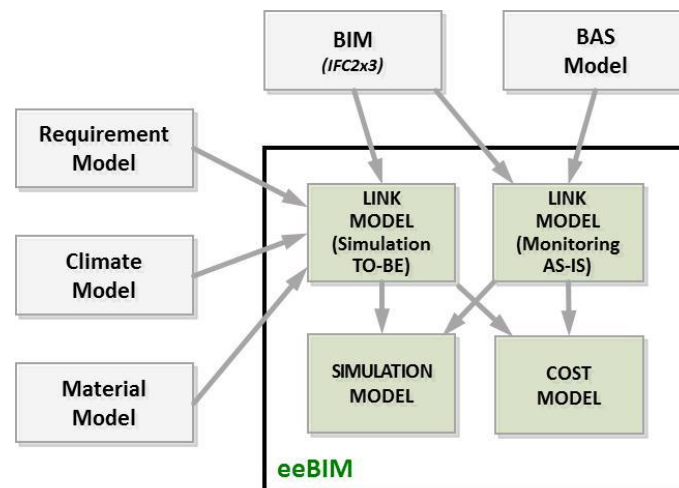 BIM
(IFC2x3)
BAS
Model
Requirement
Model
LINK
MODEL
(Simulation
TO-BE)
LINK
MODEL
(Monitoring
AS-IS)
Climate
Model
SIMULATION
MODEL
COST
MODEL
Material
Model
eeBIM